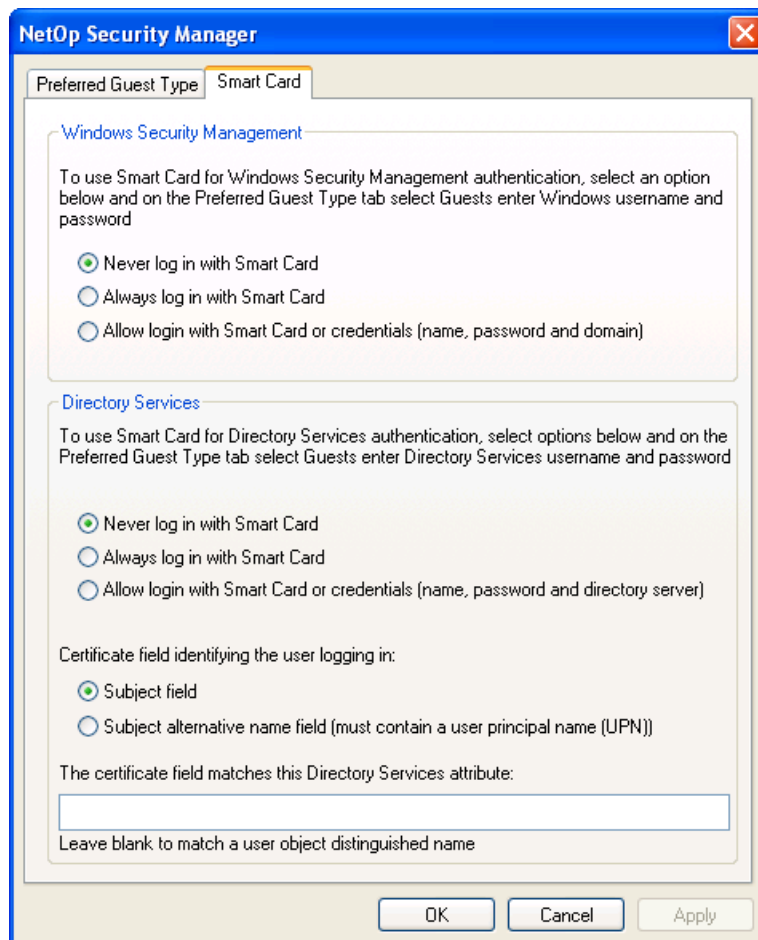 NetOp Security Manager
Preferred Guest Type
Smart Card
Windows Security Management
To use Smart Card for Windows Security Management authentication, select an option
below and on the Preferred Guest Type tab select Guests enter Windows username and
password
Never log in with Smart Card
Always log in with Smart Card
Allow login with Smart Card or credentials (name, password and domain)
Directory Services
To use Smart Card for Directory Services authentication, select options below and on the
Preferred Guest Type tab select Guests enter Directory Services username and password
Never log in with Smart Card
Always log in with Smart Card
Allow login with Smart Card or credentials (name, password and directory server)
Certificate field identifying the user logging in:
Subject field
Subject alternative name field (must contain a user principal name (UPN))
The certificate field matches this Directory Services attribute:
Leave blank to match a user object distinguished name
OK
Cancel
Apply